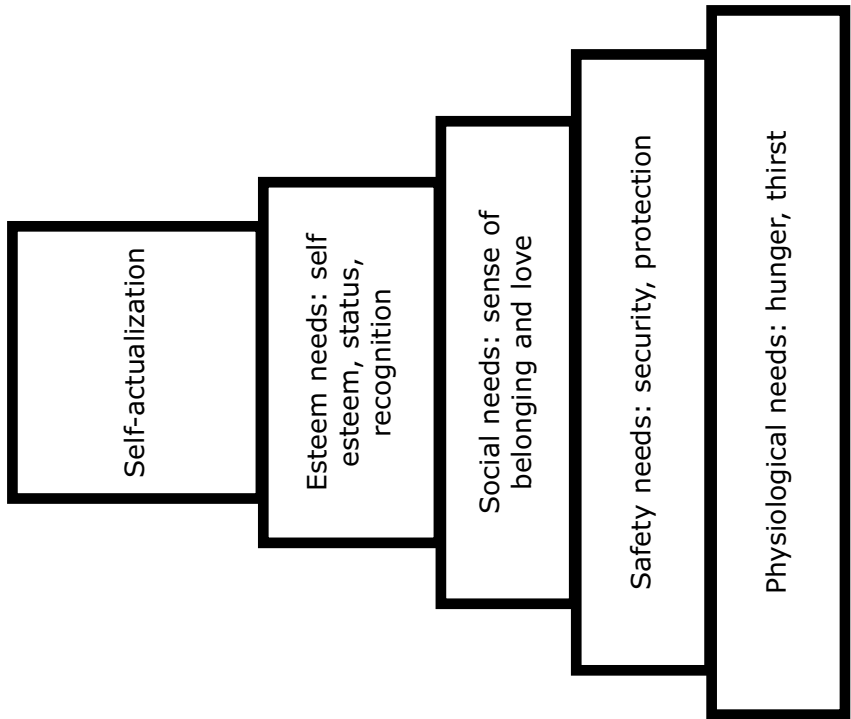 Self-actualization
Esteem needs: self
esteem, status,
recognition
Social needs: sense of
belonging and love
Safety needs: security, protection
Physiological needs: hunger, thirst